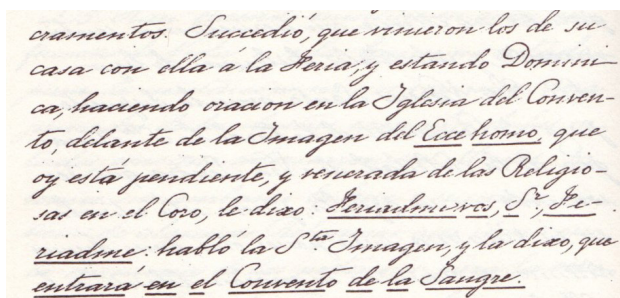 cramentos. Succedió, que vinieron los de su
casa con ella á la Feria, y estando Domini-
ca, haciendo oracion en la Iglesia del Conven-
to, delante de la Imagen del Ecce homo, que
oy está pendiente, y venerada de las Religio-
sas en el Coro, le dixo: Feriadme vos, S.r, Fe-
riadme: habló la S.ta Imagen, y la dixo, que
entrara en el Convento de la Sangre.